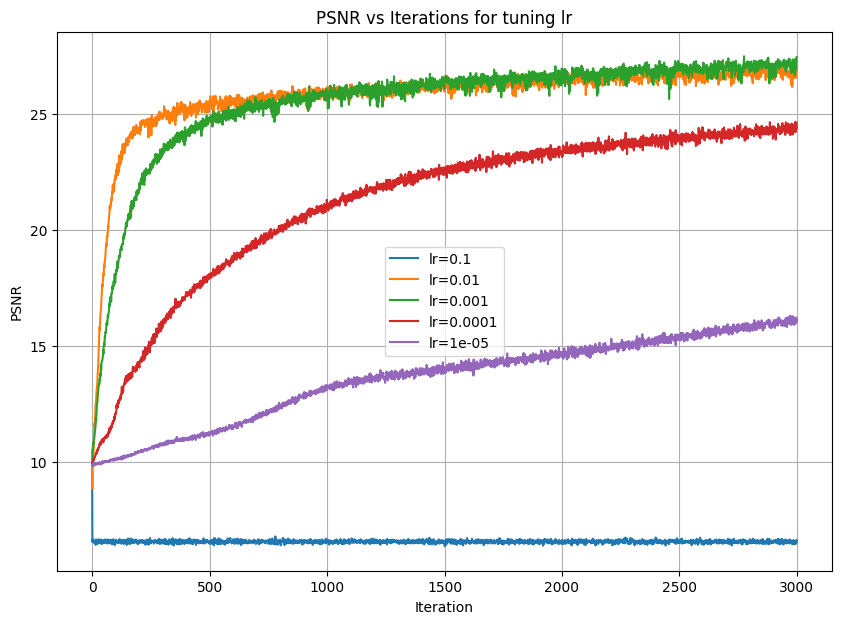 PSNR vs Iterations for tuning lr
PSNR
25
20
15
10
lr=0.1
lr=0.01
lr=0.001
lr=0.0001
lr=1e-05
0 500 1000 1500 2000 2500 3000
Iteration